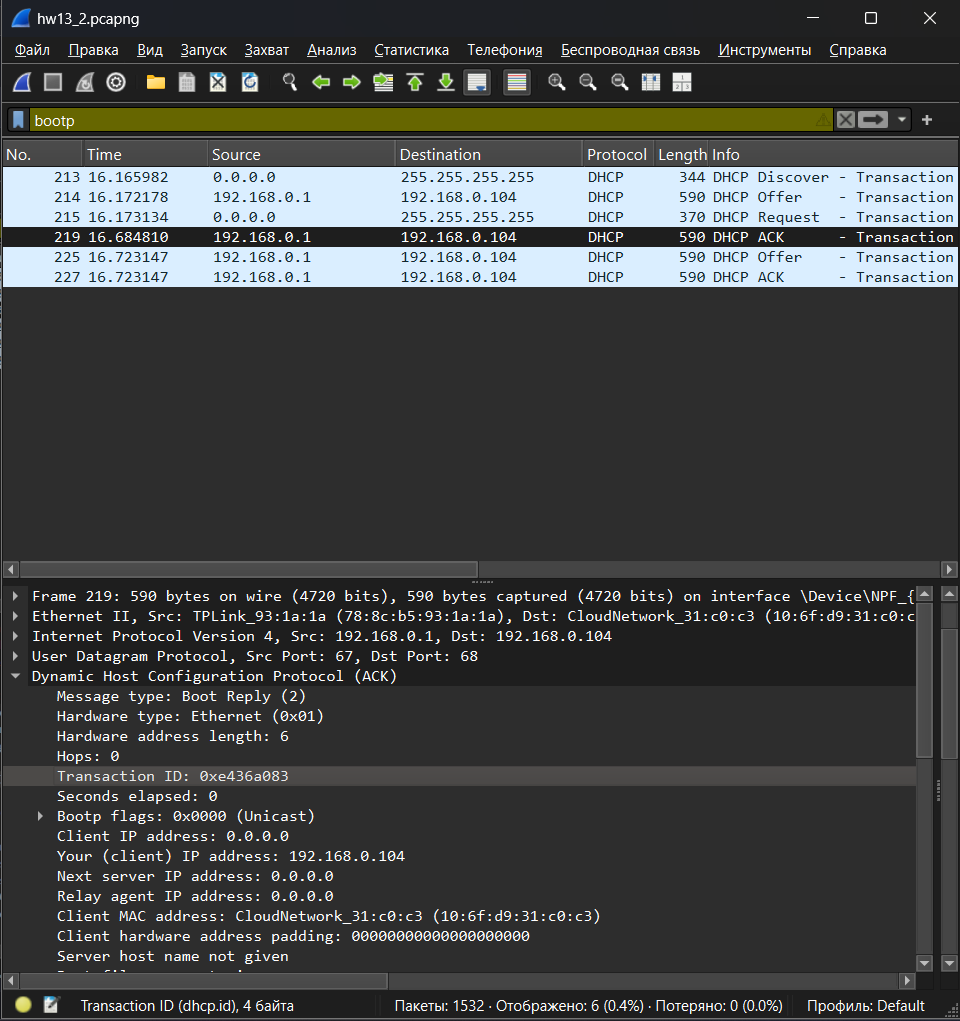 hw13_2.pcapng
Файл Правка Вид Запуск Захват Анализ Статистика Телефония Беспроводная связь Инструменты Справка
bootp
No. Time Source Destination Protocol Length Info
213 16.165982 0.0.0.0 255.255.255.255 DHCP 344 DHCP Discover - Transaction
214 16.172178 192.168.0.1 192.168.0.104 DHCP 590 DHCP Offer - Transaction
215 16.173134 0.0.0.0 255.255.255.255 DHCP 370 DHCP Request - Transaction
219 16.684810 192.168.0.1 192.168.0.104 DHCP 590 DHCP ACK - Transaction
225 16.723147 192.168.0.1 192.168.0.104 DHCP 590 DHCP Offer - Transaction
227 16.723147 192.168.0.1 192.168.0.104 DHCP 590 DHCP ACK - Transaction
Frame 219: 590 bytes on wire (4720 bits), 590 bytes captured (4720 bits) on interface \Device\NPF_{
Ethernet II, Src: TPLink_93:1a:1a (78:8c:b5:93:1a:1a), Dst: CloudNetwork_31:c0:c3 (10:6f:d9:31:c0:c
Internet Protocol Version 4, Src: 192.168.0.1, Dst: 192.168.0.104
User Datagram Protocol, Src Port: 67, Dst Port: 68
Dynamic Host Configuration Protocol (ACK)
Message type: Boot Reply (2)
Hardware type: Ethernet (0x01)
Hardware address length: 6
Hops: 0
Transaction ID: 0xe436a083
Seconds elapsed: 0
Bootp flags: 0x0000 (Unicast)
Client IP address: 0.0.0.0
Your (client) IP address: 192.168.0.104
Next server IP address: 0.0.0.0
Relay agent IP address: 0.0.0.0
Client MAC address: CloudNetwork_31:c0:c3 (10:6f:d9:31:c0:c3)
Client hardware address padding: 00000000000000000000
Server host name not given
Transaction ID (dhcp.id), 4 байта Пакеты: 1532 · Отображено: 6 (0.4%) · Потеряно: 0 (0.0%) Профиль: Default